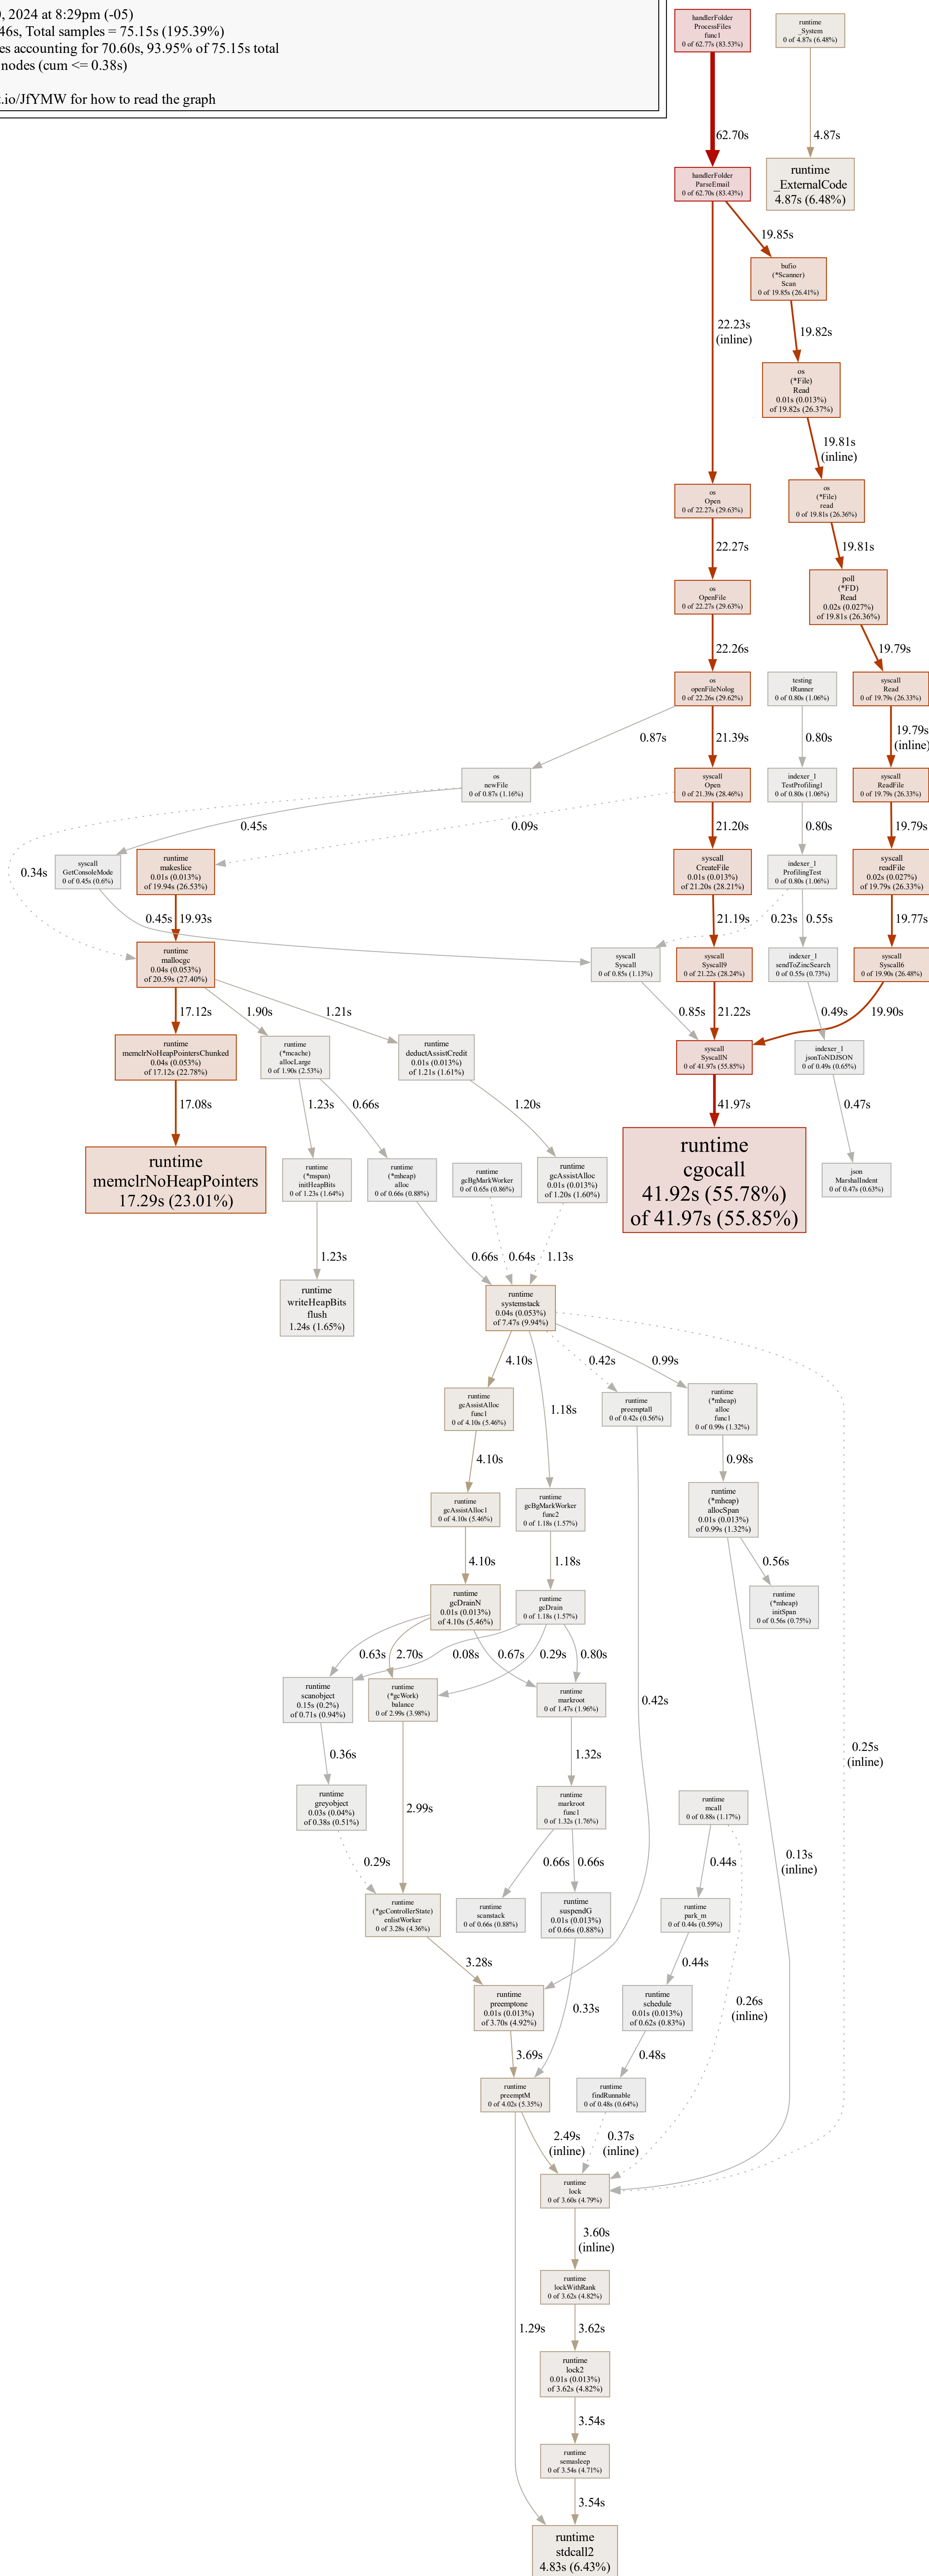 , 2024 at 8:29pm (-05)
46s, Total samples = 75.15s (195.39%)
es accounting for 70.60s, 93.95% of 75.15s total
nodes (cum <= 0.38s)
.io/JfYMW for how to read the graph
handlerFolder
ProcessFiles
func1
0 of 62.77s (83.53%)
runtime
_System
0 of 4.87s (6.48%)
62.70s
4.87s
handlerFolder
ParseEmail
0 of 62.70s (83.43%)
runtime
_ExternalCode
4.87s (6.48%)
19.85s
bufio
(*Scanner)
Scan
0 of 19.85s (26.41%)
22.23s
(inline)
19.82s
os
(*File)
Read
0.01s (0.013%)
of 19.82s (26.37%)
19.81s
(inline)
os
Open
0 of 22.27s (29.63%)
os
(*File)
read
0 of 19.81s (26.36%)
22.27s
19.81s
os
OpenFile
0 of 22.27s (29.63%)
poll
(*FD)
Read
0.02s (0.027%)
of 19.81s (26.36%)
22.26s
19.79s
os
openFileNolog
0 of 22.26s (29.62%)
testing
tRunner
0 of 0.80s (1.06%)
syscall
Read
0 of 19.79s (26.33%)
0.87s
21.39s
0.80s
19.79s
(inline)
os
newFile
0 of 0.87s (1.16%)
syscall
Open
0 of 21.39s (28.46%)
indexer_1
TestProfiling1
0 of 0.80s (1.06%)
syscall
ReadFile
0 of 19.79s (26.33%)
0.45s
0.09s
21.20s
0.80s
19.79s
0.34s
syscall
GetConsoleMode
0 of 0.45s (0.6%)
runtime
makeslice
0.01s (0.013%)
of 19.94s (26.53%)
syscall
CreateFile
0.01s (0.013%)
of 21.20s (28.21%)
indexer_1
ProfilingTest
0 of 0.80s (1.06%)
syscall
readFile
0.02s (0.027%)
of 19.79s (26.33%)
0.45s
19.93s
21.19s
0.23s
0.55s
19.77s
runtime
mallocgc
0.04s (0.053%)
of 20.59s (27.40%)
syscall
Syscall
0 of 0.85s (1.13%)
syscall
Syscall9
0 of 21.22s (28.24%)
indexer_1
sendToZincSearch
0 of 0.55s (0.73%)
syscall
Syscall6
0 of 19.90s (26.48%)
17.12s
1.90s
1.21s
0.85s
21.22s
0.49s
19.90s
runtime
memclrNoHeapPointersChunked
0.04s (0.053%)
of 17.12s (22.78%)
runtime
(*mcache)
allocLarge
0 of 1.90s (2.53%)
runtime
deductAssistCredit
0.01s (0.013%)
of 1.21s (1.61%)
syscall
SyscallN
0 of 41.97s (55.85%)
indexer_1
jsonToNDJSON
0 of 0.49s (0.65%)
17.08s
1.23s
0.66s
1.20s
41.97s
0.47s
runtime
memclrNoHeapPointers
17.29s (23.01%)
runtime
(*mspan)
initHeapBits
0 of 1.23s (1.64%)
runtime
(*mheap)
alloc
0 of 0.66s (0.88%)
runtime
gcBgMarkWorker
0 of 0.65s (0.86%)
runtime
gcAssistAlloc
0.01s (0.013%)
of 1.20s (1.60%)
runtime
cgocall
41.92s (55.78%)
of 41.97s (55.85%)
json
MarshalIndent
0 of 0.47s (0.63%)
1.23s
0.66s
0.64s
1.13s
runtime
writeHeapBits
flush
1.24s (1.65%)
runtime
systemstack
0.04s (0.053%)
of 7.47s (9.94%)
4.10s
1.18s
0.42s
0.99s
runtime
gcAssistAlloc
func1
0 of 4.10s (5.46%)
runtime
preemptall
0 of 0.42s (0.56%)
runtime
(*mheap)
alloc
func1
0 of 0.99s (1.32%)
4.10s
0.98s
runtime
gcAssistAlloc1
0 of 4.10s (5.46%)
runtime
gcBgMarkWorker
func2
0 of 1.18s (1.57%)
runtime
(*mheap)
allocSpan
0.01s (0.013%)
of 0.99s (1.32%)
4.10s
1.18s
0.56s
runtime
gcDrainN
0.01s (0.013%)
of 4.10s (5.46%)
runtime
gcDrain
0 of 1.18s (1.57%)
runtime
(*mheap)
initSpan
0 of 0.56s (0.75%)
0.63s
2.70s
0.08s
0.67s
0.29s
0.80s
runtime
scanobject
0.15s (0.2%)
of 0.71s (0.94%)
runtime
(*gcWork)
balance
0 of 2.99s (3.98%)
runtime
markroot
0 of 1.47s (1.96%)
0.42s
0.25s
(inline)
0.36s
2.99s
1.32s
runtime
greyobject
0.03s (0.04%)
of 0.38s (0.51%)
runtime
markroot
func1
0 of 1.32s (1.76%)
runtime
mcall
0 of 0.88s (1.17%)
0.29s
0.66s
0.66s
0.44s
0.13s
(inline)
runtime
(*gcControllerState)
enlistWorker
0 of 3.28s (4.36%)
runtime
scanstack
0 of 0.66s (0.88%)
runtime
suspendG
0.01s (0.013%)
of 0.66s (0.88%)
runtime
park_m
0 of 0.44s (0.59%)
3.28s
0.44s
runtime
preemptone
0.01s (0.013%)
of 3.70s (4.92%)
0.33s
runtime
schedule
0.01s (0.013%)
of 0.62s (0.83%)
0.26s
(inline)
3.69s
0.48s
runtime
preemptM
0 of 4.02s (5.35%)
runtime
findRunnable
0 of 0.48s (0.64%)
2.49s
(inline)
0.37s
(inline)
runtime
lock
0 of 3.60s (4.79%)
3.60s
(inline)
runtime
lockWithRank
0 of 3.62s (4.82%)
1.29s
3.62s
runtime
lock2
0.01s (0.013%)
of 3.62s (4.82%)
3.54s
runtime
semasleep
0 of 3.54s (4.71%)
3.54s
runtime
stdcall2
4.83s (6.43%)